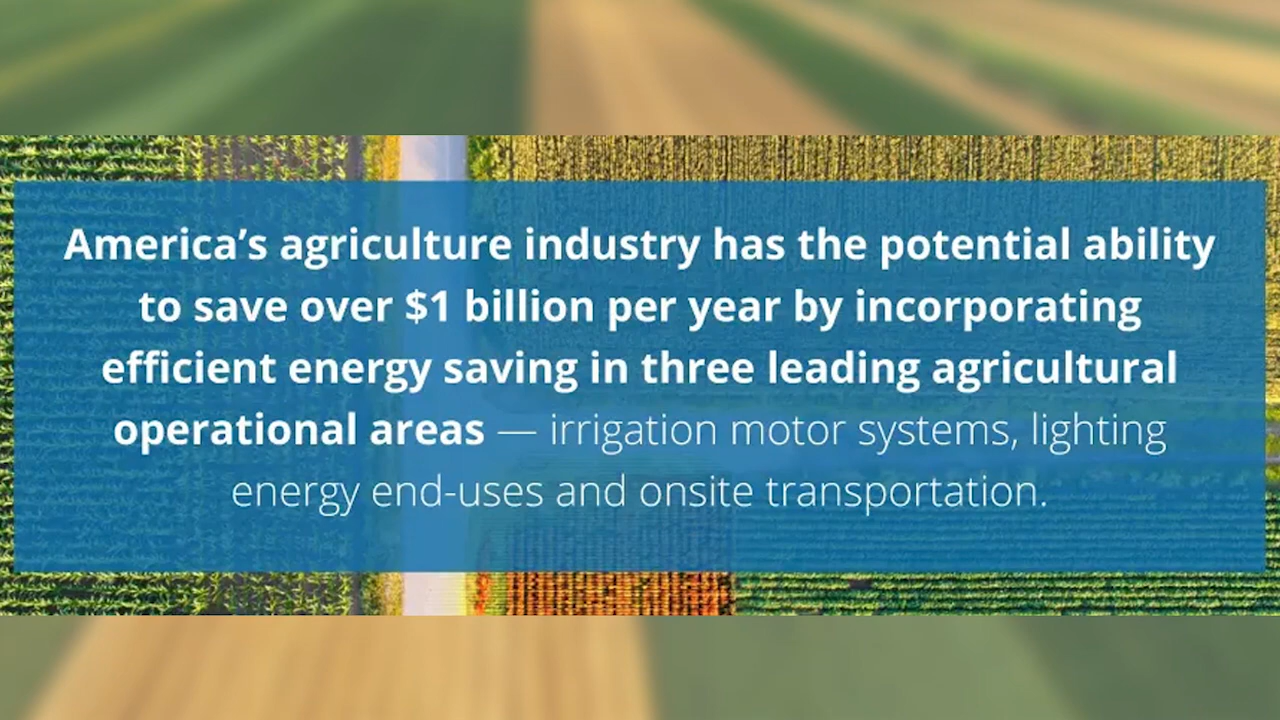 America’s agriculture industry has the potential ability
to save over $1 billion per year by incorporating
efficient energy saving in three leading agricultural
operational areas — irrigation motor systems, lighting
energy end-uses and onsite transportation.